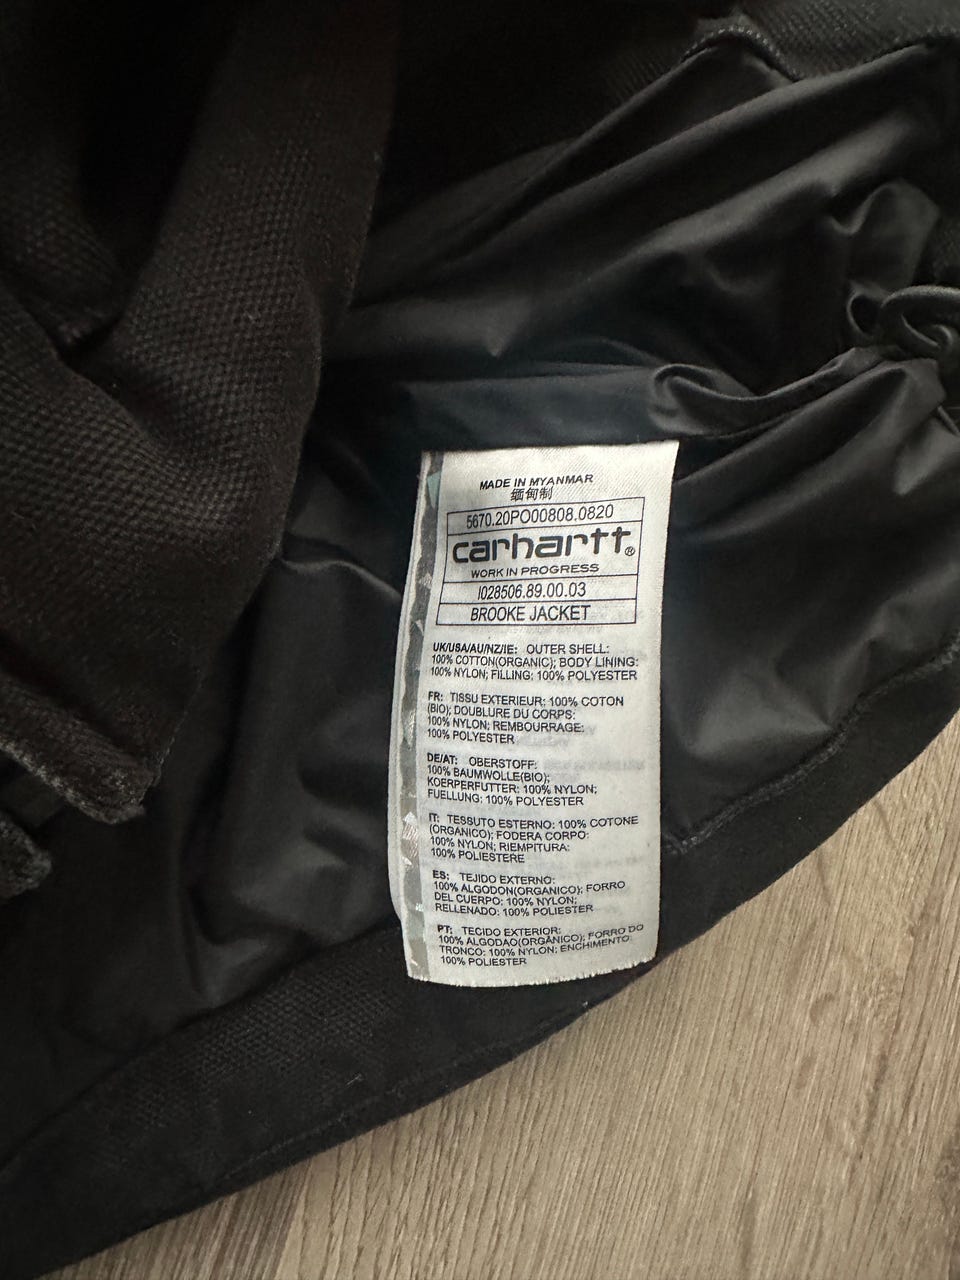 MADE IN MYANMAR
缅甸制
5670.20PO00808.0820
carhartt®
WORK IN PROGRESS
I028506.89.00.03
BROOKE JACKET
UK/USA/AU/NZ/IE: OUTER SHELL:
100% COTTON(ORGANIC); BODY LINING:
100% NYLON; FILLING: 100% POLYESTER
FR: TISSU EXTERIEUR: 100% COTON
(BIO); DOUBLURE DU CORPS:
100% NYLON; REMBOURRAGE:
100% POLYESTER
DE/AT: OBERSTOFF:
100% BAUMWOLLE(BIO);
KOERPERFUTTER: 100% NYLON;
FUELLUNG: 100% POLYESTER
IT: TESSUTO ESTERNO: 100% COTONE
(ORGANICO); FODERA CORPO:
100% NYLON; RIEMPITURA:
100% POLIESTERE
ES: TEJIDO EXTERNO:
100% ALGODON(ORGANICO); FORRO
DEL CUERPO: 100% NYLON;
RELLENADO: 100% POLIESTER
PT: TECIDO EXTERIOR:
100% ALGODAO(ORGÂNICO); FORRO DO
TRONCO: 100% NYLON; ENCHIMENTO:
100% POLIESTER